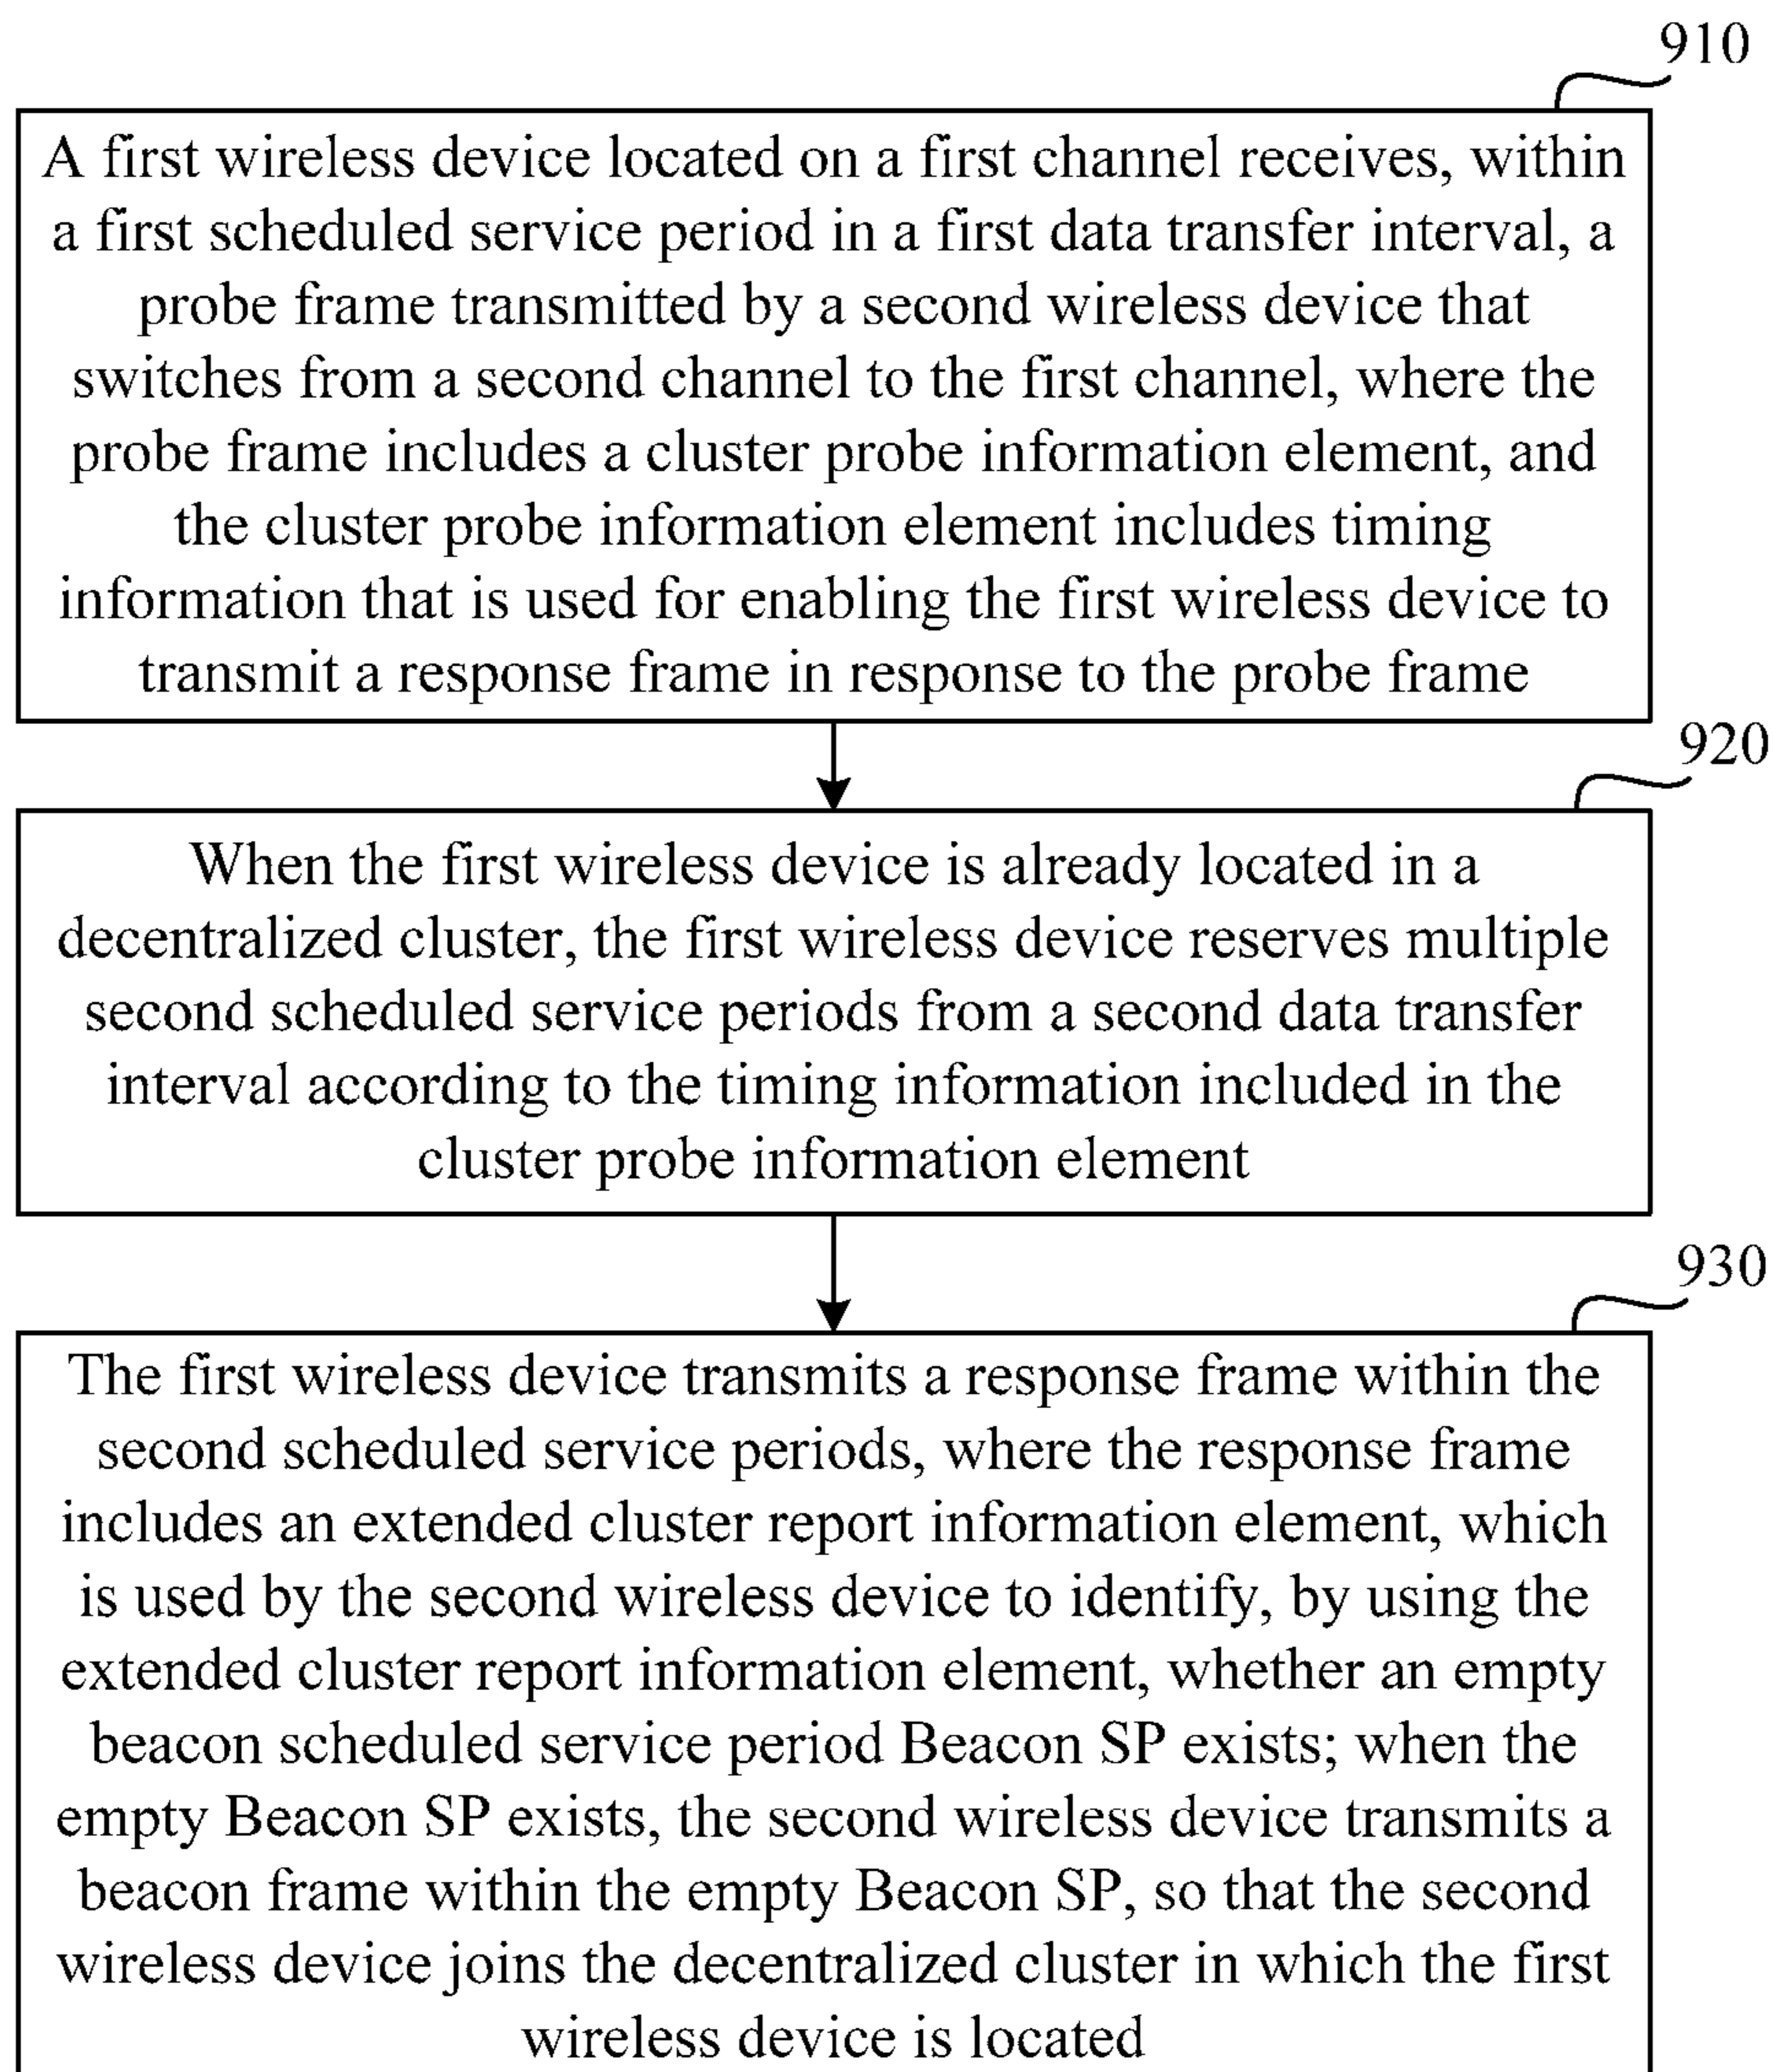 910
A first wireless device located on a first channel receives, within
a first scheduled service period in a first data transfer interval, a
probe frame transmitted by a second wireless device that
switches from a second channel to the first channel, where the
probe frame includes a cluster probe information element, and
the cluster probe information element includes timing
information that is used for enabling the first wireless device to
transmit a response frame in response to the probe frame
920
When the first wireless device is already located in a
decentralized cluster, the first wireless device reserves multiple
second scheduled service periods from a second data transfer
interval according to the timing information included in the
cluster probe information element
930
The first wireless device transmits a response frame within the
second scheduled service periods, where the response frame
includes an extended cluster report information element, which
is used by the second wireless device to identify, by using the
extended cluster report information element, whether an empty
beacon scheduled service period Beacon SP exists; when the
empty Beacon SP exists, the second wireless device transmits a
beacon frame within the empty Beacon SP, so that the second
wireless device joins the decentralized cluster in which the first
wireless device is located